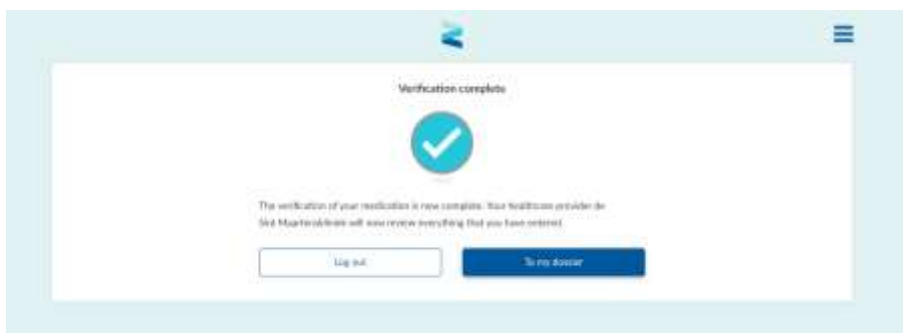 Verification complete
The verification of your medication is now complete. Your healthcare provider de
Sint Maartenskliniek will now review everything that you have entered.
Log out
To my dossier